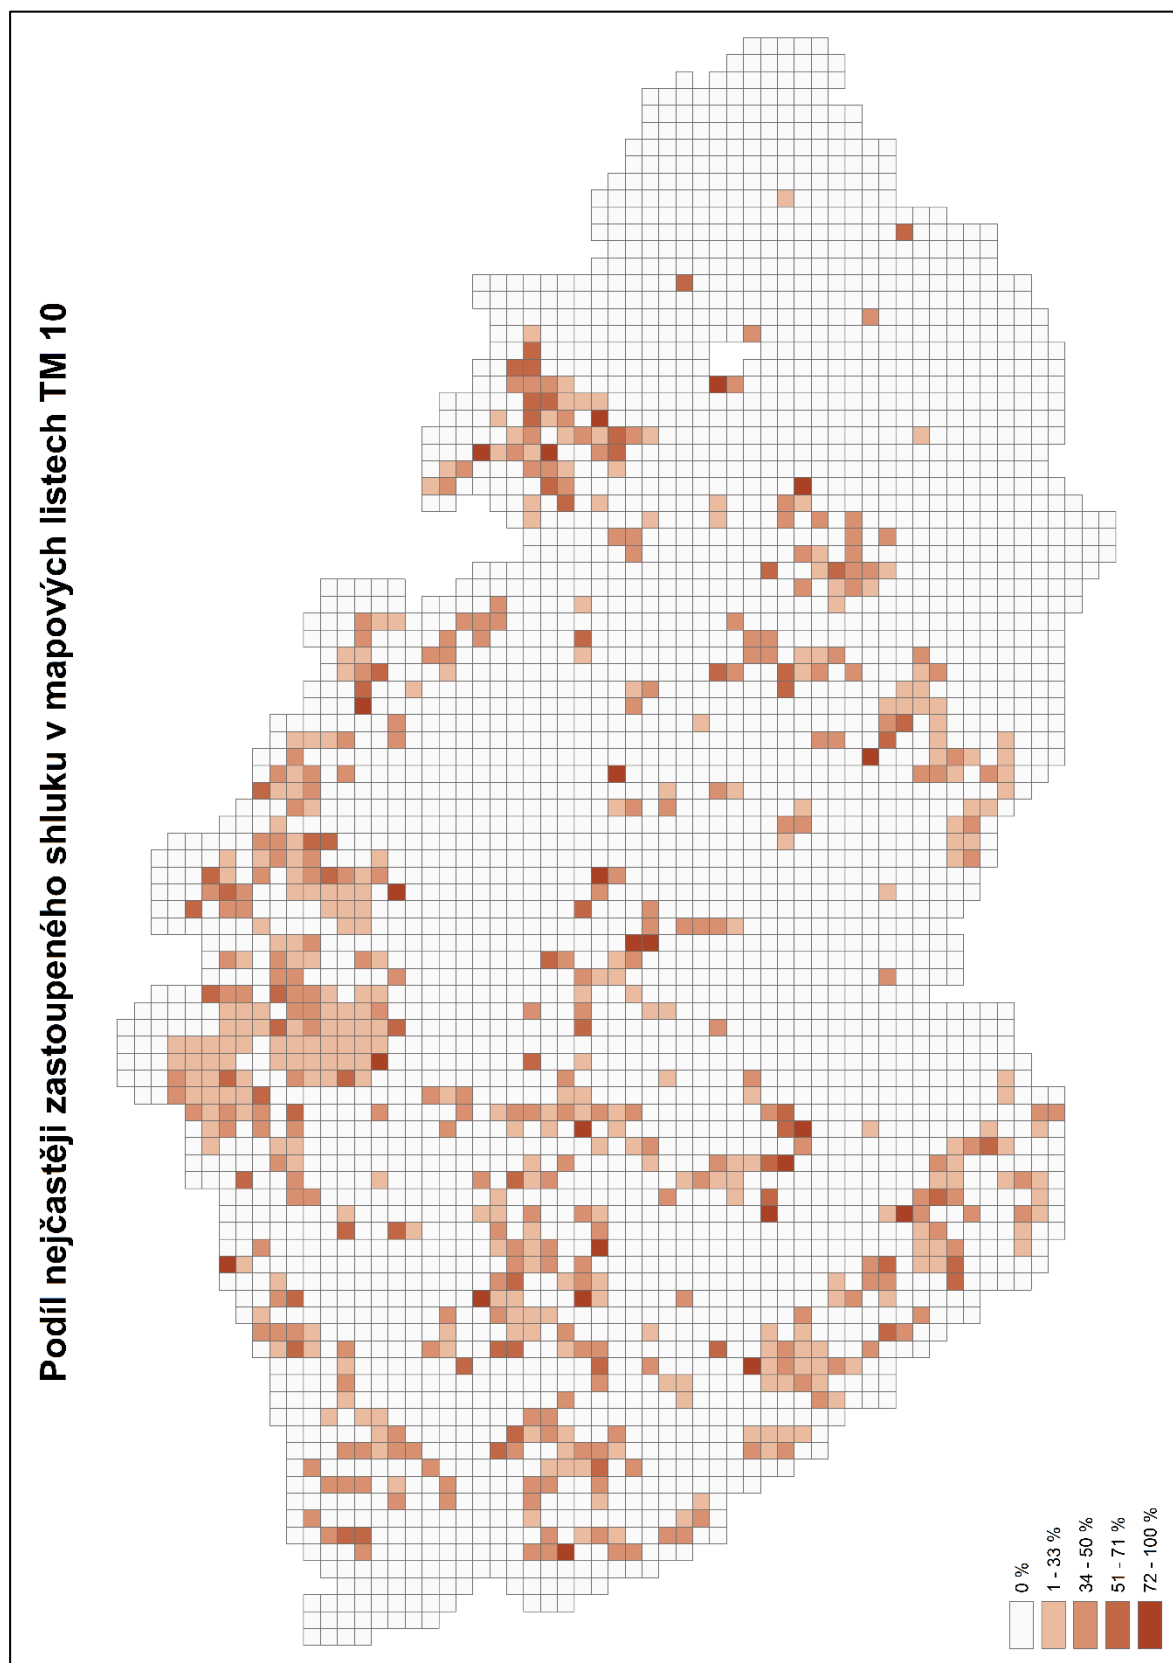 Podíl nejčastěji zastoupeného shluku v mapových listech TM 10
0 %
1 - 33 %
34 - 50 %
51 - 71 %
72 - 100 %